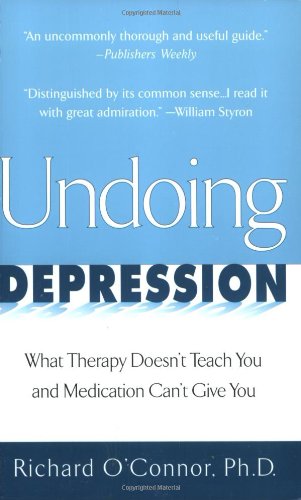 "An uncommonly thorough and useful guide."
—Publishers Weekly
"Distinguished by its common sense...I read it
with great admiration." —William Styron
Undoing
DEPRESSION
What Therapy Doesn't Teach You
and Medication Can't Give You
Richard O'Connor, Ph.D.